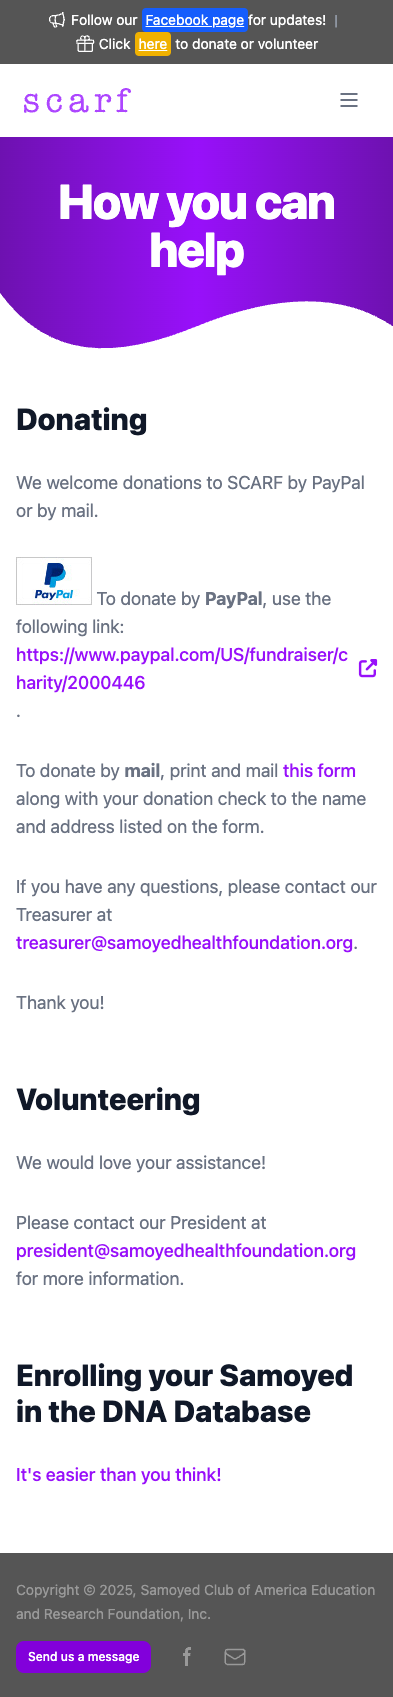 Follow our Facebook page for updates! |
Click here to donate or volunteer
scarf
How you can
help
Donating
We welcome donations to SCARF by PayPal
or by mail.
PayPal To donate by PayPal, use the
following link:
https://www.paypal.com/US/fundraiser/c
harity/2000446
.
To donate by mail, print and mail this form
along with your donation check to the name
and address listed on the form.
If you have any questions, please contact our
Treasurer at
treasurer@samoyedhealthfoundation.org.
Thank you!
Volunteering
We would love your assistance!
Please contact our President at
president@samoyedhealthfoundation.org
for more information.
Enrolling your Samoyed
in the DNA Database
It's easier than you think!
Copyright © 2025, Samoyed Club of America Education
and Research Foundation, Inc.
Send us a message